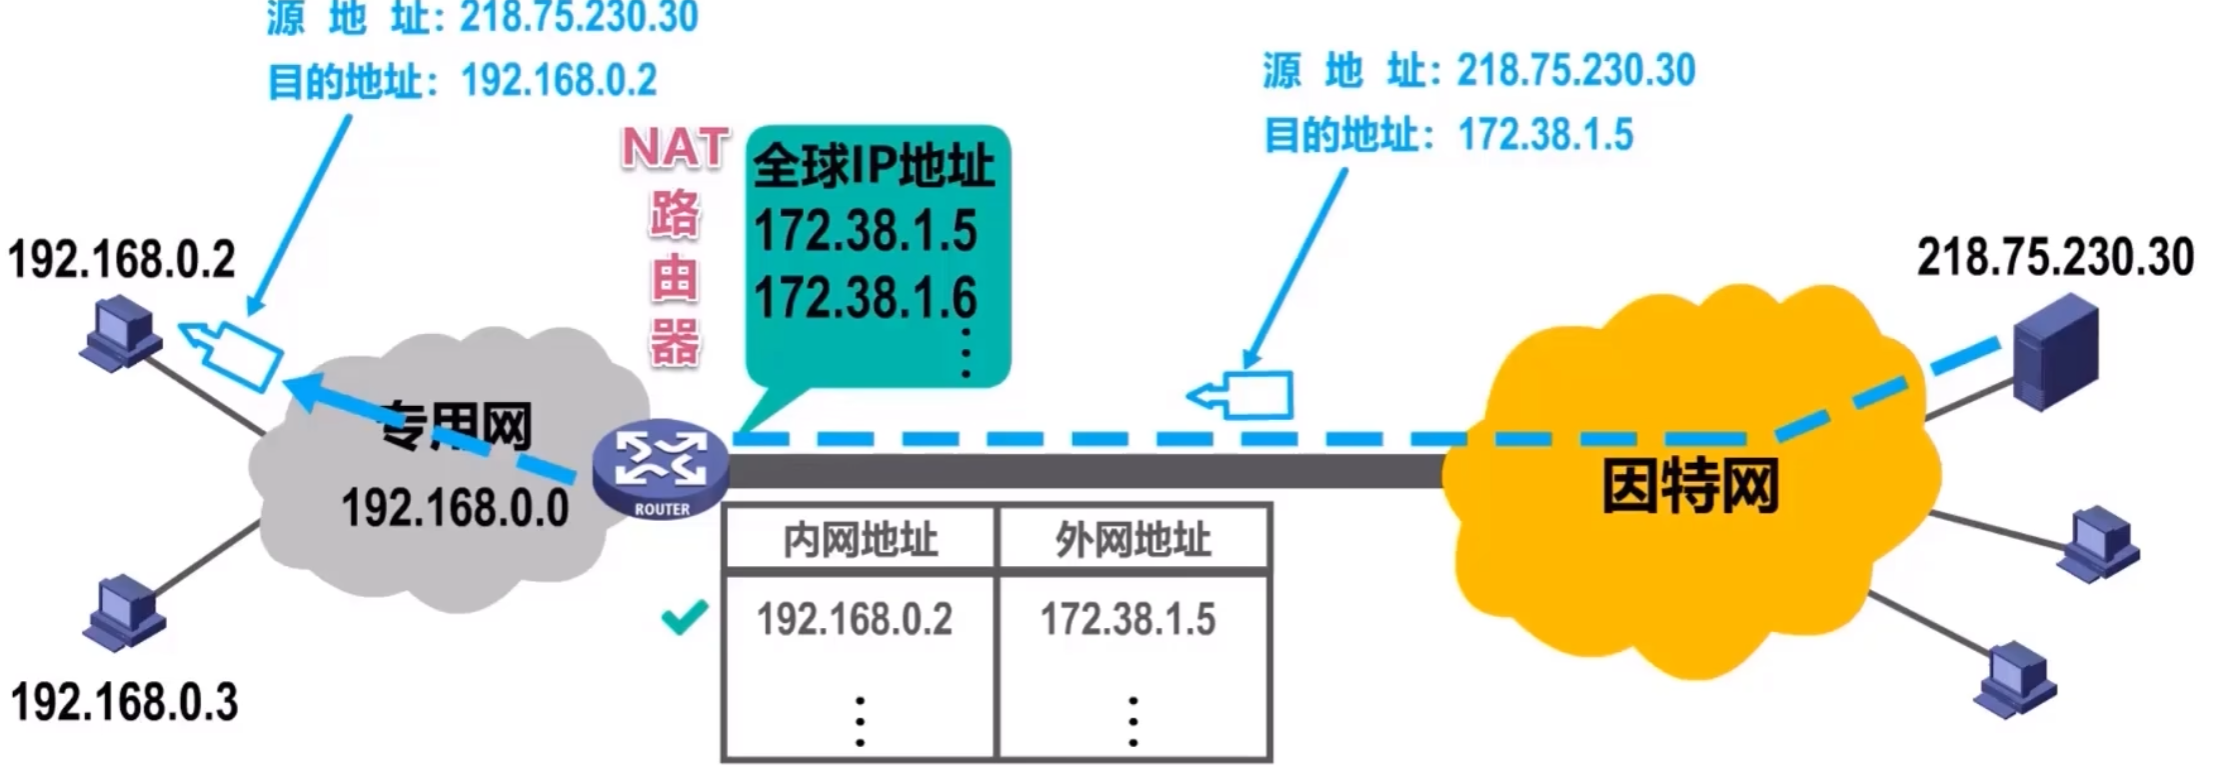 源 地 址：218.75.230.30
目的地址：192.168.0.2
源 地 址：218.75.230.30
目的地址：172.38.1.5
NAT
路
由
器
全球IP地址
172.38.1.5
172.38.1.6
⋮
192.168.0.2
218.75.230.30
专用网
192.168.0.0
ROUTER
因特网
内网地址 外网地址
192.168.0.2 172.38.1.5
⋮ ⋮
192.168.0.3